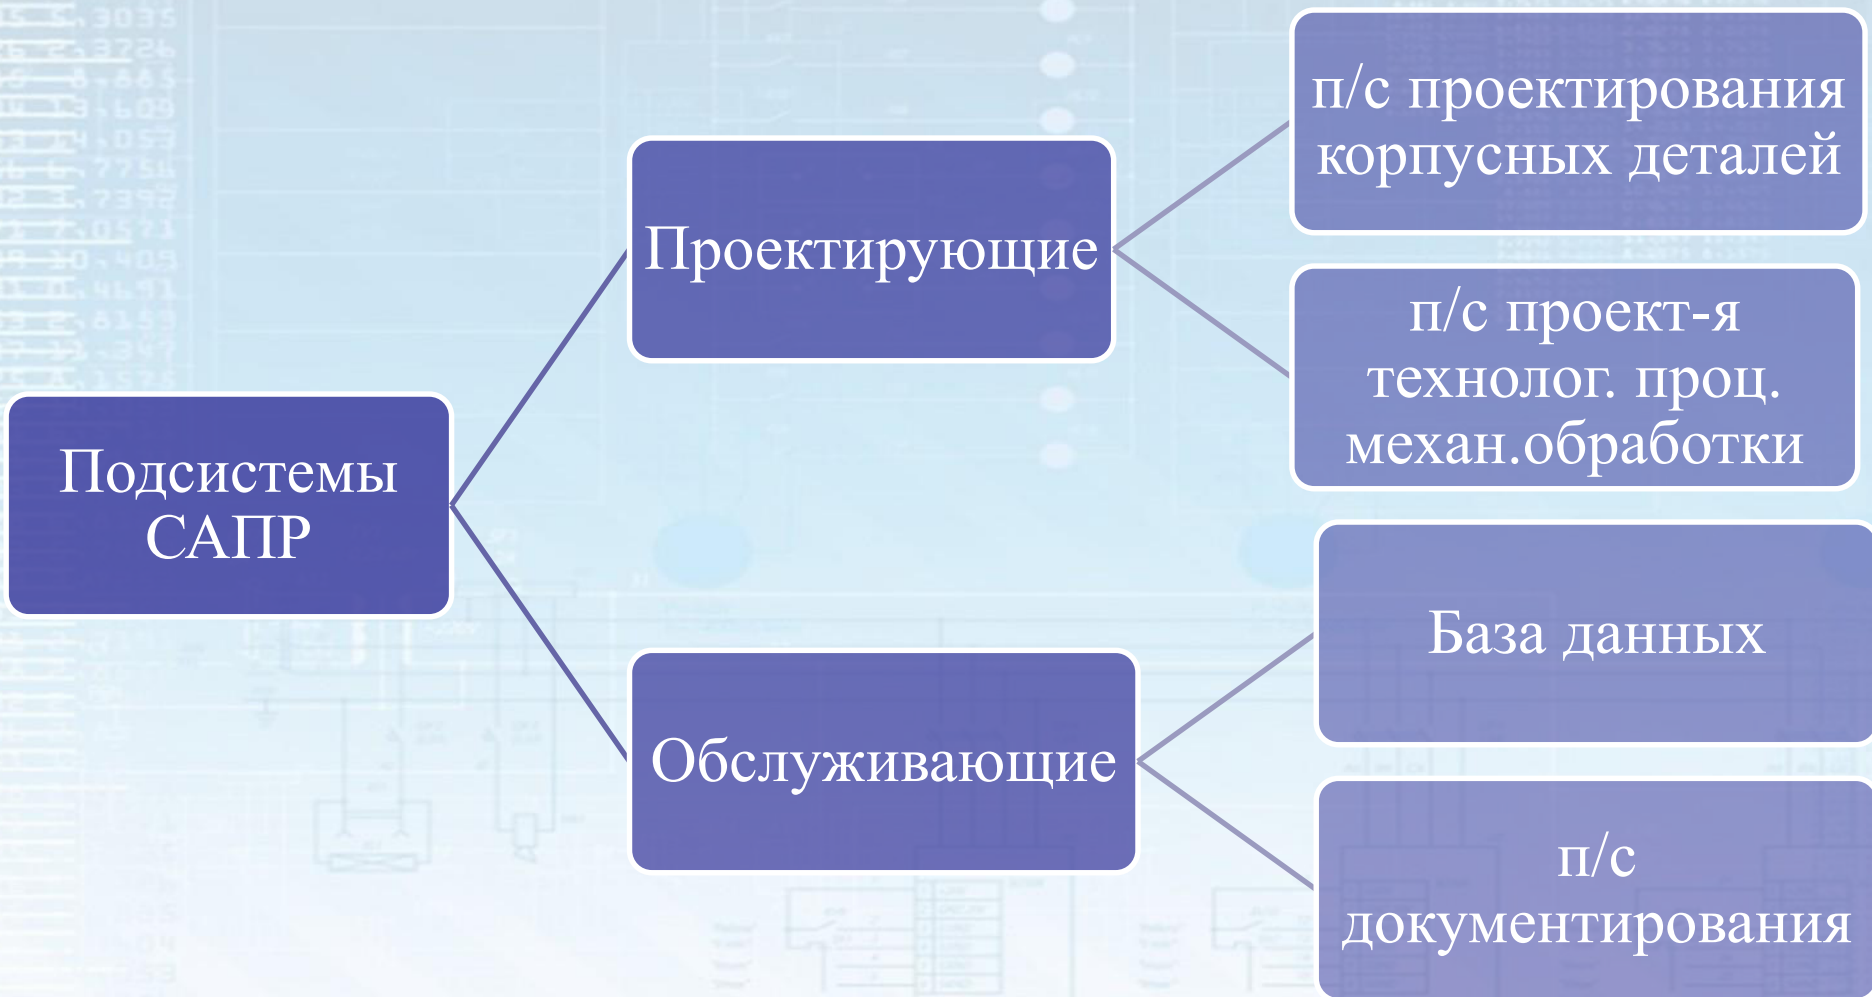 Подсистемы
САПР
Проектирующие
п/с проектирования
корпусных деталей
п/с проект-я
технолог. проц.
механ.обработки
Обслуживающие
База данных
п/с
документирования